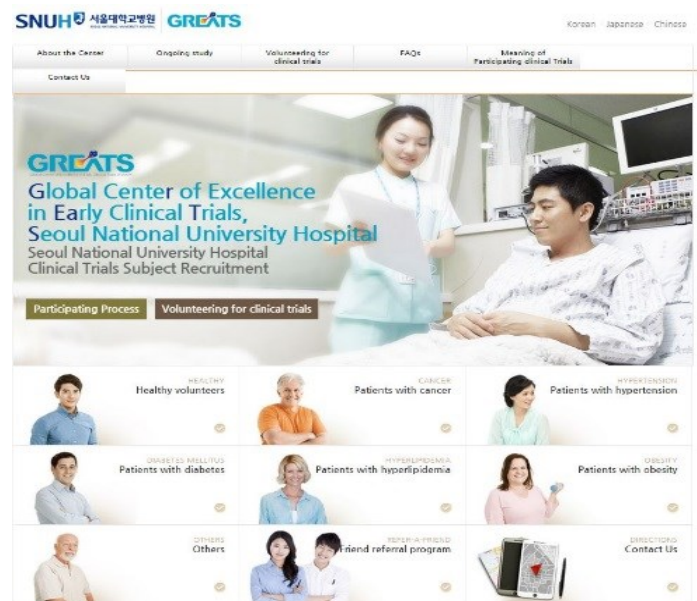 SNUH 서울대학교병원 GREATS
Korean Japanese Chinese
About the Center Ongoing study Volunteering for clinical trials FAQs Meaning of Participating clinical Trials
Contact Us
GREATS
Global Center of Excellence
in Early Clinical Trials,
Seoul National University Hospital
Seoul National University Hospital
Clinical Trials Subject Recruitment
Participating Process Volunteering for clinical trials
HEALTHY
Healthy volunteers
CANCER
Patients with cancer
HYPERTENSION
Patients with hypertension
DIABETES MELLITUS
Patients with diabetes
HYPERLIPIDEMIA
Patients with hyperlipidemia
OBESITY
Patients with obesity
OTHERS
Others
REFER-A-FRIEND
Friend referral program
DIRECTIONS
Contact Us